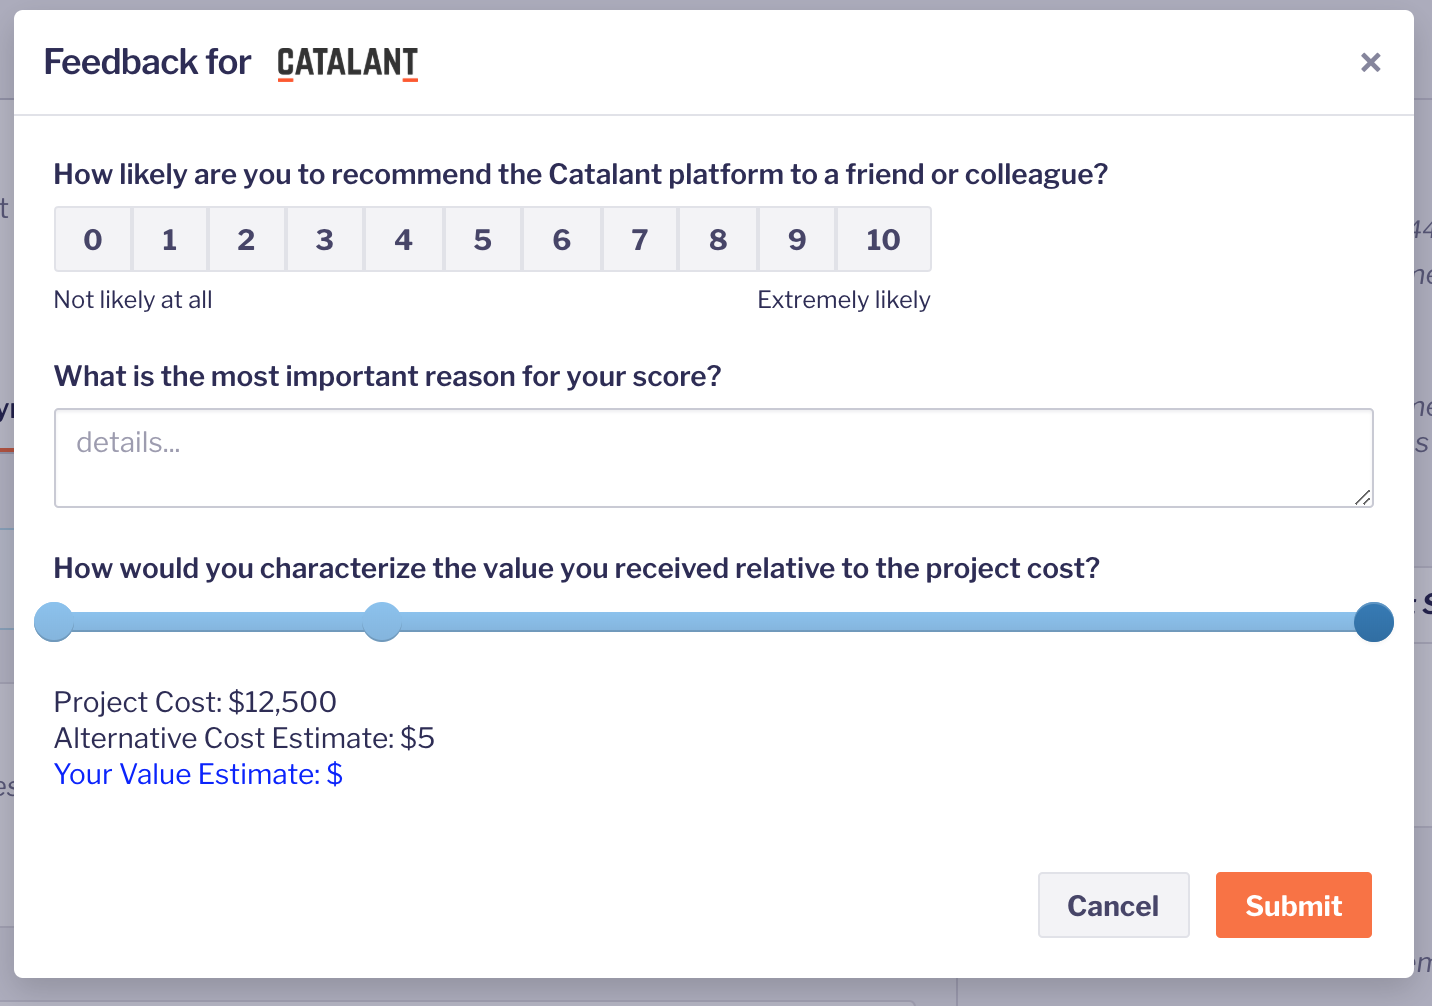 Feedback for CATALANT
×
How likely are you to recommend the Catalant platform to a friend or colleague?
0 1 2 3 4 5 6 7 8 9 10
Not likely at all Extremely likely
What is the most important reason for your score?
details...
How would you characterize the value you received relative to the project cost?
Project Cost: $12,500
Alternative Cost Estimate: $5
Your Value Estimate: $
Cancel Submit